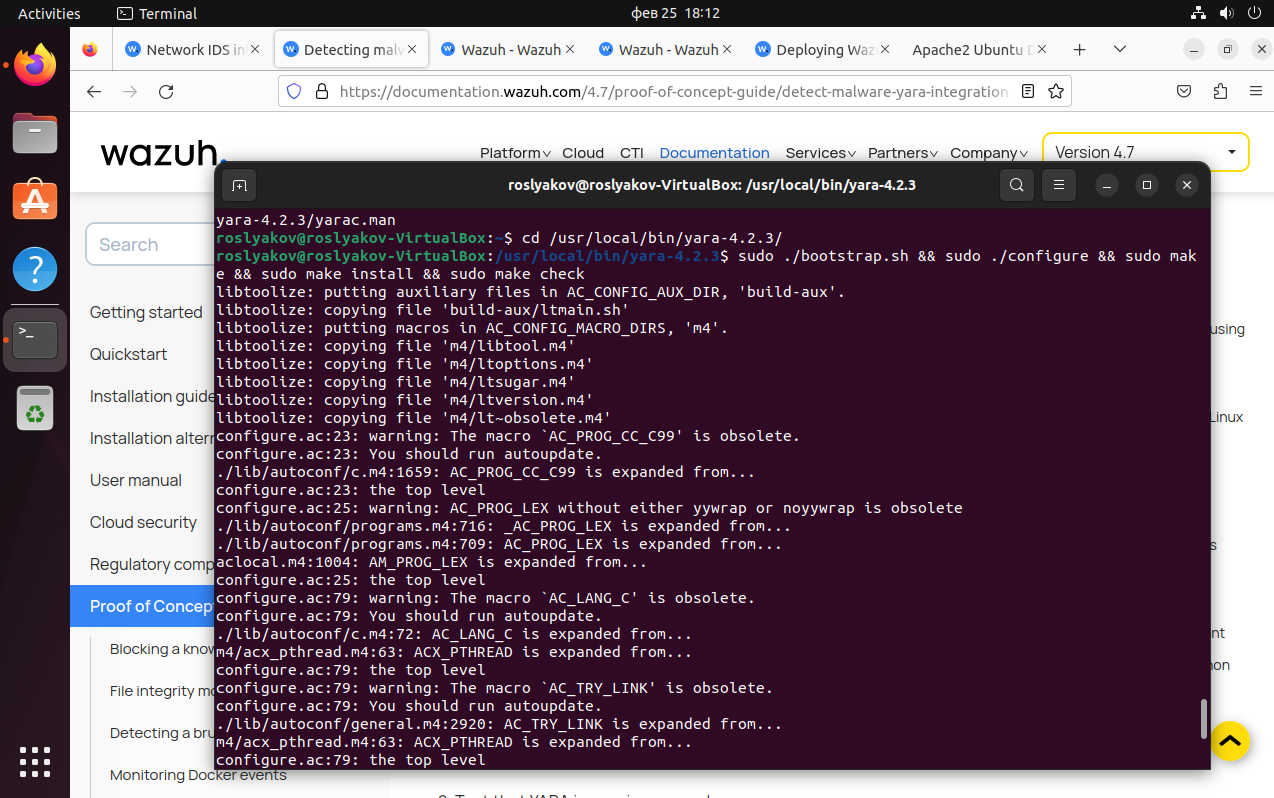 Activities
Terminal
фев 25 18:12
Network IDS in
Detecting malw
Wazuh - Wazuh
Wazuh - Wazuh
Deploying Waz
Apache2 Ubuntu D
https://documentation.wazuh.com/4.7/proof-of-concept-guide/detect-malware-yara-integration.
wazuh.
Platform
Cloud
CTI
Documentation
Services
Partners
Company
Version 4.7
Search
Getting started
Quickstart
Installation guide
Installation altern
User manual
Cloud security
Regulatory comp
Proof of Concept
Blocking a know
File integrity mo
Detecting a bru
Monitoring Docker events
roslyakov@roslyakov-VirtualBox: /usr/local/bin/yara-4.2.3
yara-4.2.3/yarac.man
roslyakov@roslyakov-VirtualBox:~$ cd /usr/local/bin/yara-4.2.3/
roslyakov@roslyakov-VirtualBox:/usr/local/bin/yara-4.2.3$ sudo ./bootstrap.sh && sudo ./configure && sudo mak
e && sudo make install && sudo make check
libtoolize: putting auxiliary files in AC_CONFIG_AUX_DIR, 'build-aux'.
libtoolize: copying file 'build-aux/ltmain.sh'
libtoolize: putting macros in AC_CONFIG_MACRO_DIRS, 'm4'.
libtoolize: copying file 'm4/libtool.m4'
libtoolize: copying file 'm4/ltoptions.m4'
libtoolize: copying file 'm4/ltsugar.m4'
libtoolize: copying file 'm4/ltversion.m4'
libtoolize: copying file 'm4/lt~obsolete.m4'
configure.ac:23: warning: The macro `AC_PROG_CC_C99' is obsolete.
configure.ac:23: You should run autoupdate.
./lib/autoconf/c.m4:1659: AC_PROG_CC_C99 is expanded from...
configure.ac:23: the top level
configure.ac:25: warning: AC_PROG_LEX without either yywrap or noyywrap is obsolete
./lib/autoconf/programs.m4:716: _AC_PROG_LEX is expanded from...
./lib/autoconf/programs.m4:709: AC_PROG_LEX is expanded from...
aclocal.m4:1004: AM_PROG_LEX is expanded from...
configure.ac:25: the top level
configure.ac:79: warning: The macro `AC_LANG_C' is obsolete.
configure.ac:79: You should run autoupdate.
./lib/autoconf/c.m4:72: AC_LANG_C is expanded from...
m4/acx_pthread.m4:63: ACX_PTHREAD is expanded from...
configure.ac:79: the top level
configure.ac:79: warning: The macro `AC_TRY_LINK' is obsolete.
configure.ac:79: You should run autoupdate.
./lib/autoconf/general.m4:2920: AC_TRY_LINK is expanded from...
m4/acx_pthread.m4:63: ACX_PTHREAD is expanded from...
configure.ac:79: the top level
using
Linux
s
nt
non